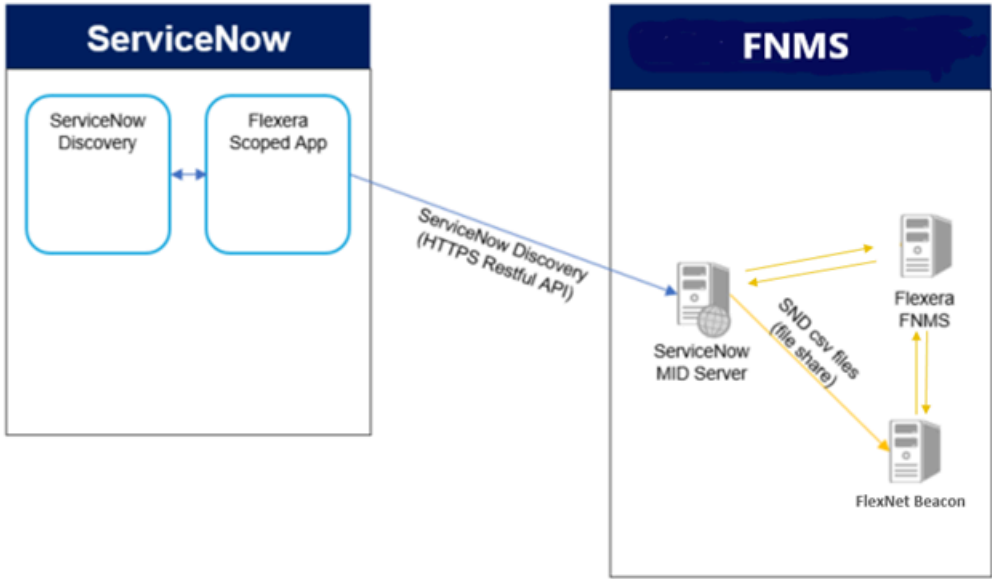 ServiceNow
FNMS
ServiceNow
Discovery
Flexera
Scoped App
ServiceNow Discovery
(HTTPS Restful API)
ServiceNow
MID Server
SND csv files
(file share)
Flexera
FNMS
FlexNet Beacon